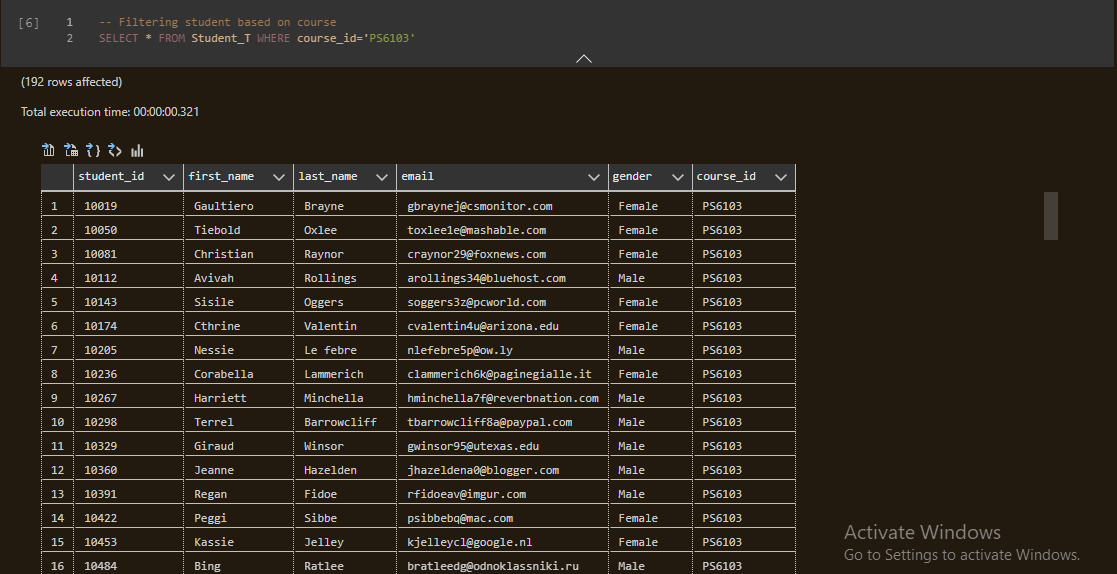 [6] 1 -- Filtering student based on course
2 SELECT * FROM Student_T WHERE course_id='PS6103'
(192 rows affected)
Total execution time: 00:00:00.321
student_id first_name last_name email gender course_id
1 10019 Gaultiero Brayne gbraynej@csmonitor.com Female PS6103
2 10050 Tiebold Oxlee toxlee1e@mashable.com Female PS6103
3 10081 Christian Raynor craynor29@foxnews.com Female PS6103
4 10112 Avivah Rollings arollings34@bluehost.com Male PS6103
5 10143 Sisile Oggers soggers3z@pcworld.com Female PS6103
6 10174 Cthrine Valentin cvalentin4u@arizona.edu Female PS6103
7 10205 Nessie Le febre nlefebre5p@ow.ly Male PS6103
8 10236 Corabella Lammerich clammerich6k@paginegialle.it Female PS6103
9 10267 Harriett Minchella hminchella7f@reverbnation.com Male PS6103
10 10298 Terrel Barrowcliff tbarrowcliff8a@paypal.com Male PS6103
11 10329 Giraud Winsor gwinsor95@utexas.edu Male PS6103
12 10360 Jeanne Hazelden jhazeldena0@blogger.com Male PS6103
13 10391 Regan Fidoe rfidoeav@imgur.com Male PS6103
14 10422 Peggi Sibbe psibbebq@mac.com Female PS6103
15 10453 Kassie Jelley kjelleycl@google.nl Female PS6103
16 10484 Bing Ratlee bratleedg@odnoklassniki.ru Male PS6103
Activate Windows
Go to Settings to activate Windows.